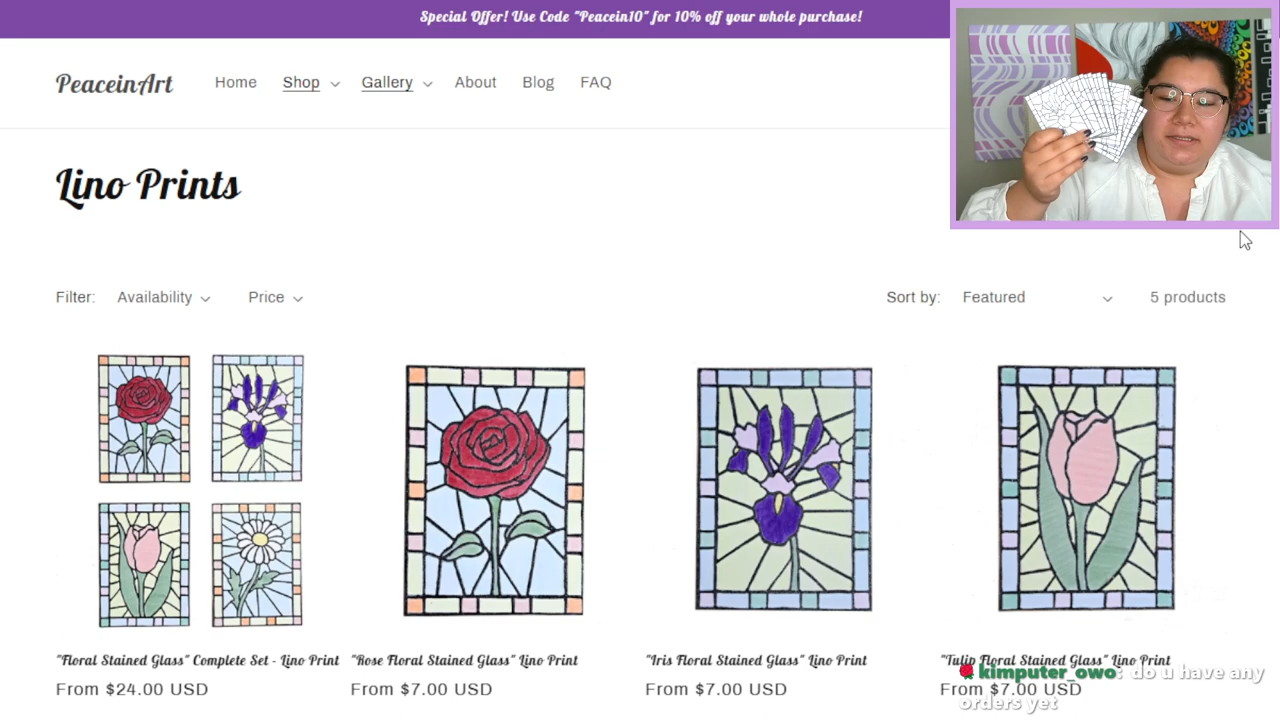 Special Offer! Use Code "Peacein10" for 10% off your whole purchase!
PeaceinArt Home Shop Gallery About Blog FAQ
Lino Prints
Filter: Availability Price Sort by: Featured 5 products
"Floral Stained Glass" Complete Set - Lino Print "Rose Floral Stained Glass" Lino Print "Iris Floral Stained Glass" Lino Print "Tulip Floral Stained Glass" Lino Print
From $24.00 USD From $7.00 USD From $7.00 USD From $7.00 USD
kimputer_owo: do u have any
orders yet